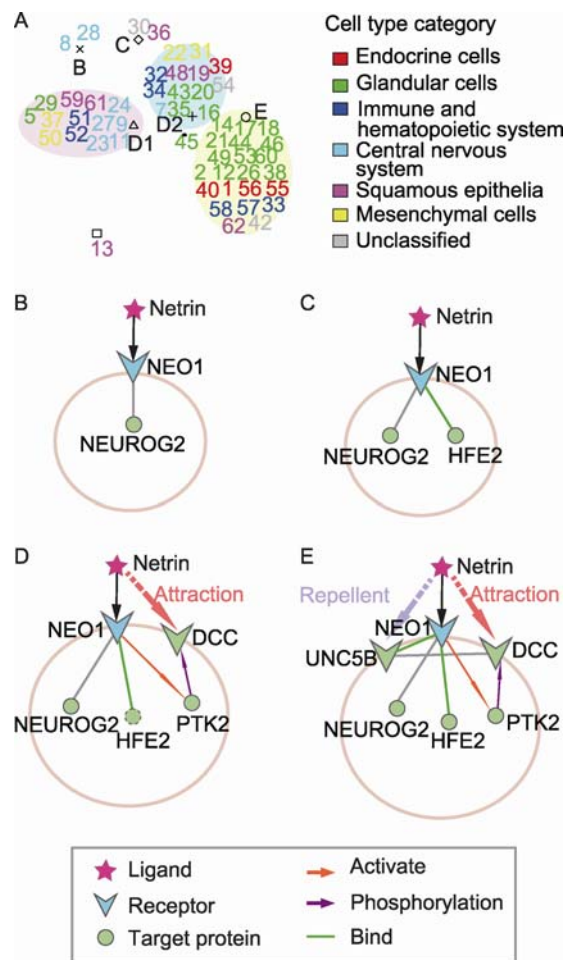 A
28
30
36
Cell type category
8
C
B
22 31
39
Endocrine cells
32 48 19
54
Glandular cells
34 43 20
Immune and
hematopoietic system
29 59 61 24
7 35 16
E
5 37 51 27 9
D2
14 17 18
Central nervous
system
50 52 23 11
D1
45
21 44 46
49 53 60
Squamous epithelia
2 12 26 38
Mesenchymal cells
40 1 56 55
Unclassified
58 57 33
62 42
13
B
C
Netrin
Netrin
NEO1
NEO1
NEUROG2
NEUROG2
HFE2
D
E
Netrin
Netrin
Attraction
Repellent
Attraction
NEO1
DCC
NEO1
DCC
UNC5B
NEUROG2
HFE2
PTK2
NEUROG2
HFE2
PTK2
Ligand
Activate
Receptor
Phosphorylation
Target protein
Bind